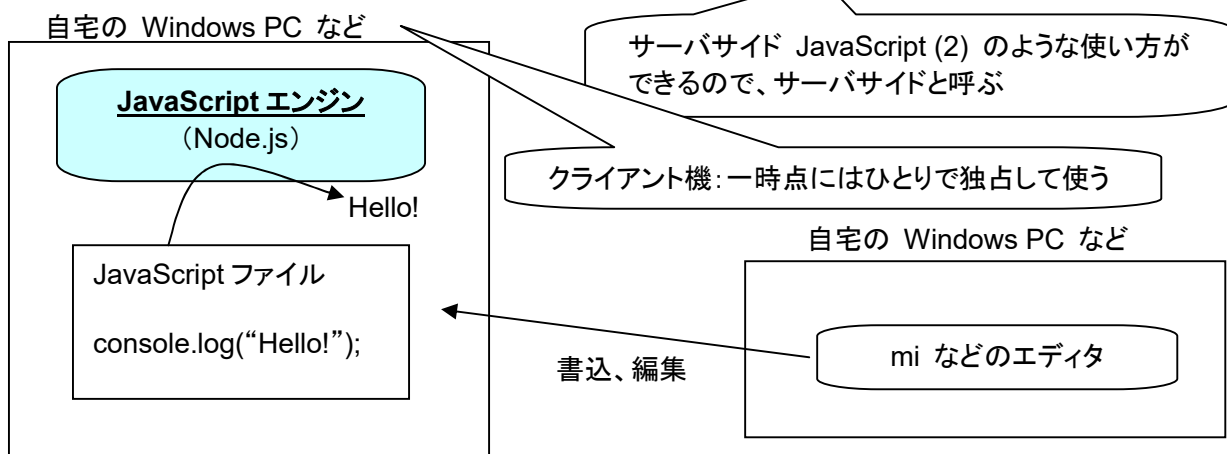 自宅の Windows PC など
サーバサイド JavaScript (2) のような使い方が
できるので、サーバサイドと呼ぶ
JavaScript エンジン
（Node.js）
クライアント機：一時点にはひとりで独占して使う
Hello!
自宅の Windows PC など
JavaScript ファイル
console.log(“Hello!”);
mi などのエディタ
書込、編集